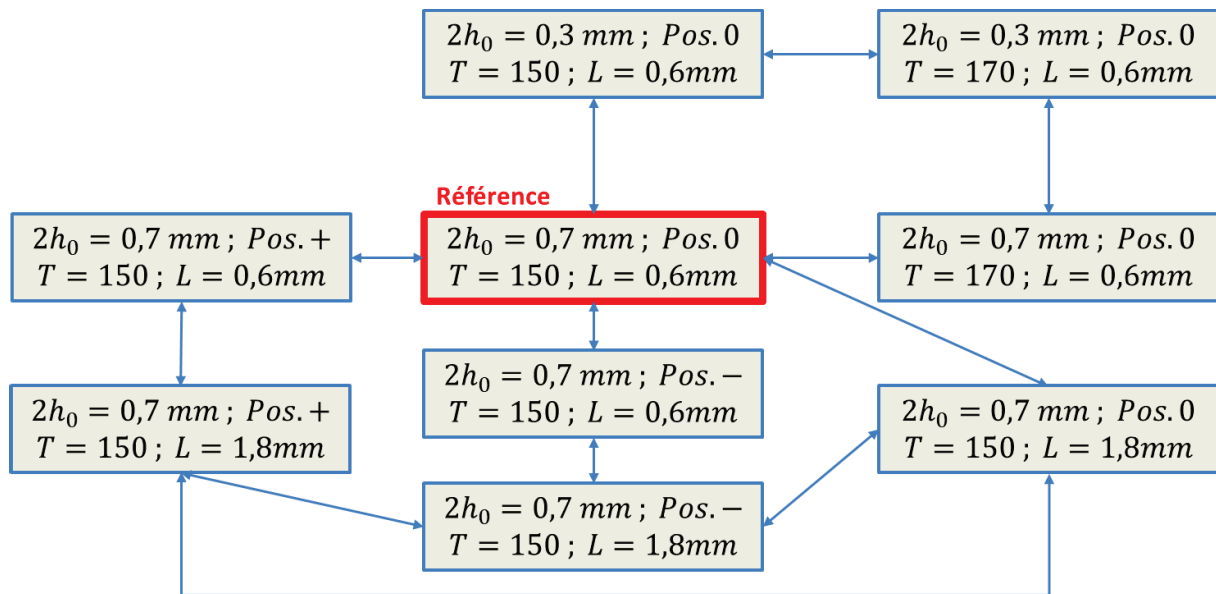 2h₀ = 0,3 mm ; Pos. 0
T = 150 ; L = 0,6mm
2h₀ = 0,3 mm ; Pos. 0
T = 170 ; L = 0,6mm
Référence
2h₀ = 0,7 mm ; Pos. +
T = 150 ; L = 0,6mm
2h₀ = 0,7 mm ; Pos. 0
T = 150 ; L = 0,6mm
2h₀ = 0,7 mm ; Pos. 0
T = 170 ; L = 0,6mm
2h₀ = 0,7 mm ; Pos. −
T = 150 ; L = 0,6mm
2h₀ = 0,7 mm ; Pos. +
T = 150 ; L = 1,8mm
2h₀ = 0,7 mm ; Pos. 0
T = 150 ; L = 1,8mm
2h₀ = 0,7 mm ; Pos. −
T = 150 ; L = 1,8mm